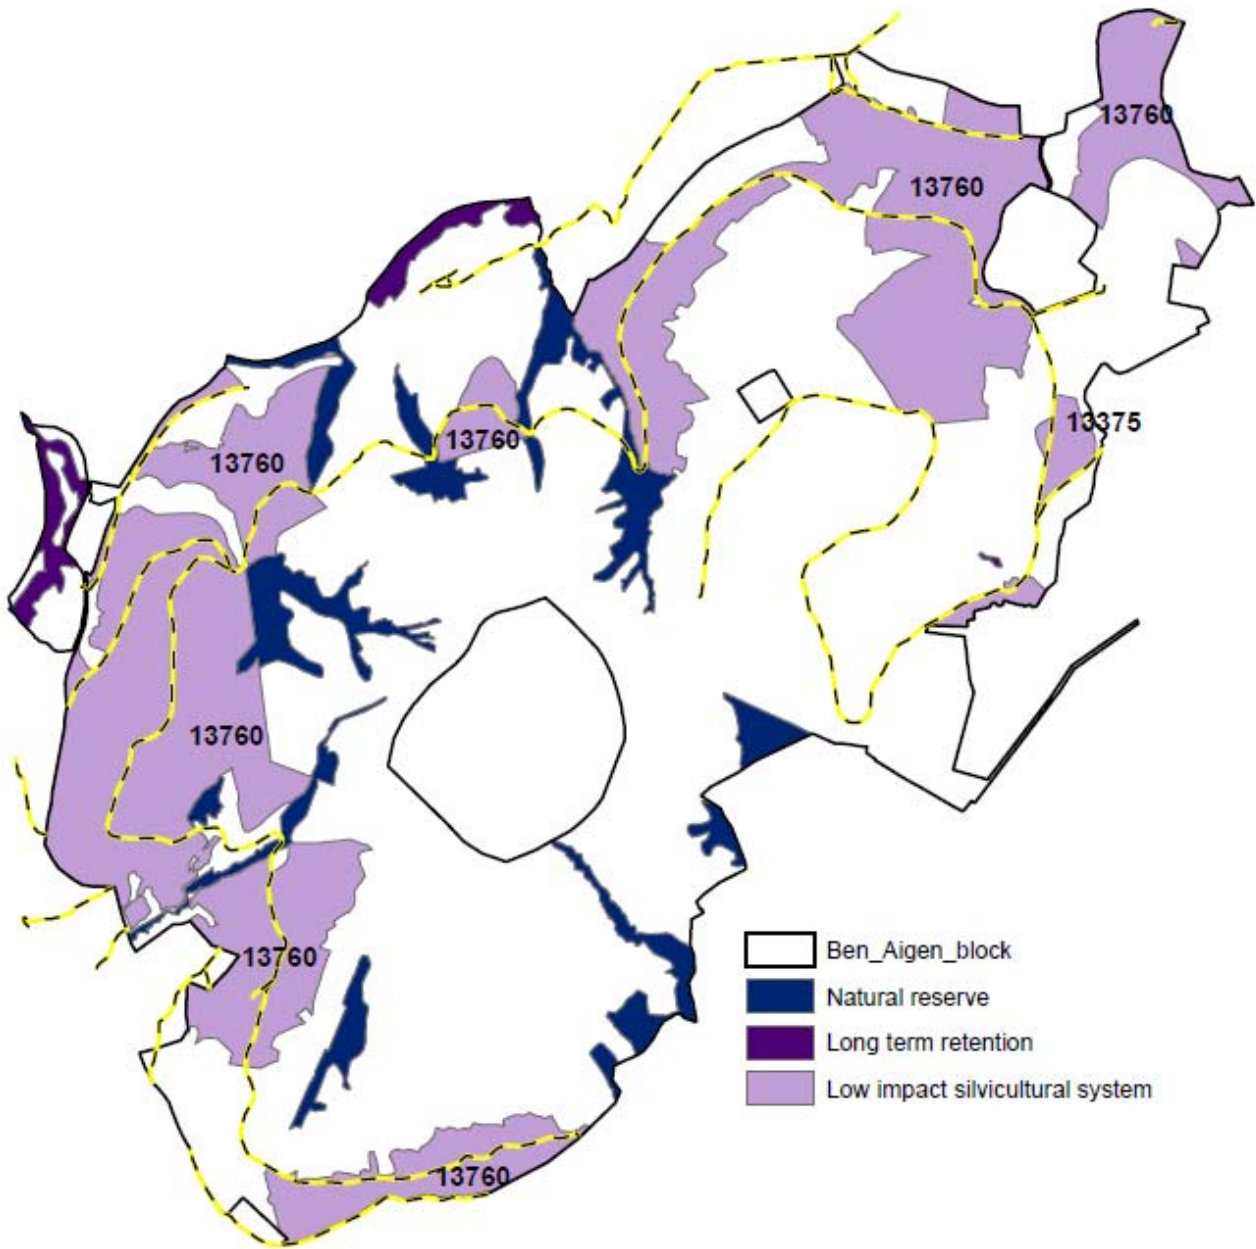 13760
13760
13375
13760
13760
13760
13760
13760
Ben_Aigen_block
Natural reserve
Long term retention
Low impact silvicultural system